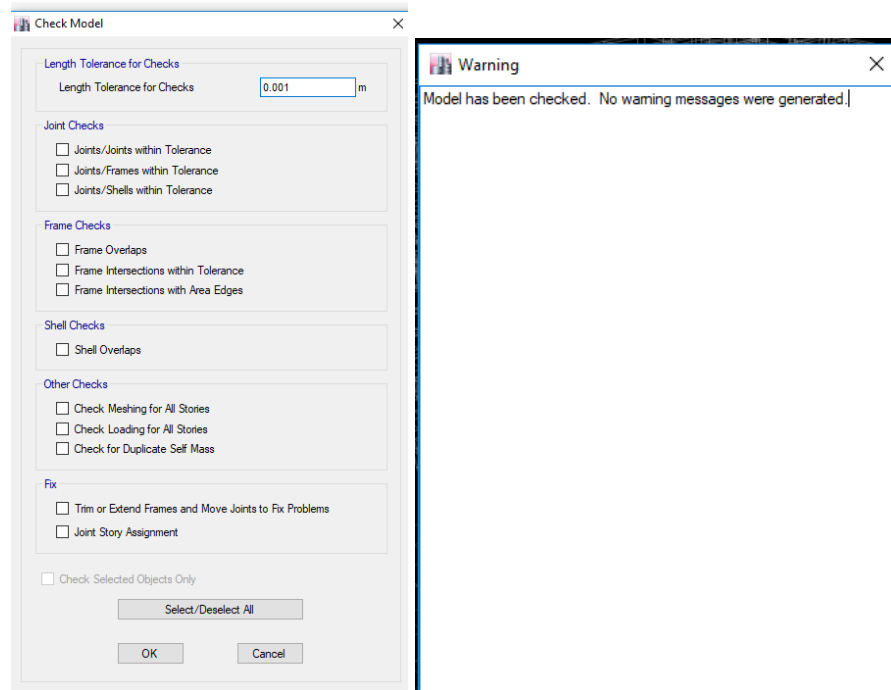 Check Model
Length Tolerance for Checks
Length Tolerance for Checks 0.001 m
Joint Checks
Joints/Joints within Tolerance
Joints/Frames within Tolerance
Joints/Shells within Tolerance
Frame Checks
Frame Overlaps
Frame Intersections within Tolerance
Frame Intersections with Area Edges
Shell Checks
Shell Overlaps
Other Checks
Check Meshing for All Stories
Check Loading for All Stories
Check for Duplicate Self Mass
Fix
Trim or Extend Frames and Move Joints to Fix Problems
Joint Story Assignment
Check Selected Objects Only
Select/Deselect All
OK Cancel
Warning
Model has been checked. No warning messages were generated.